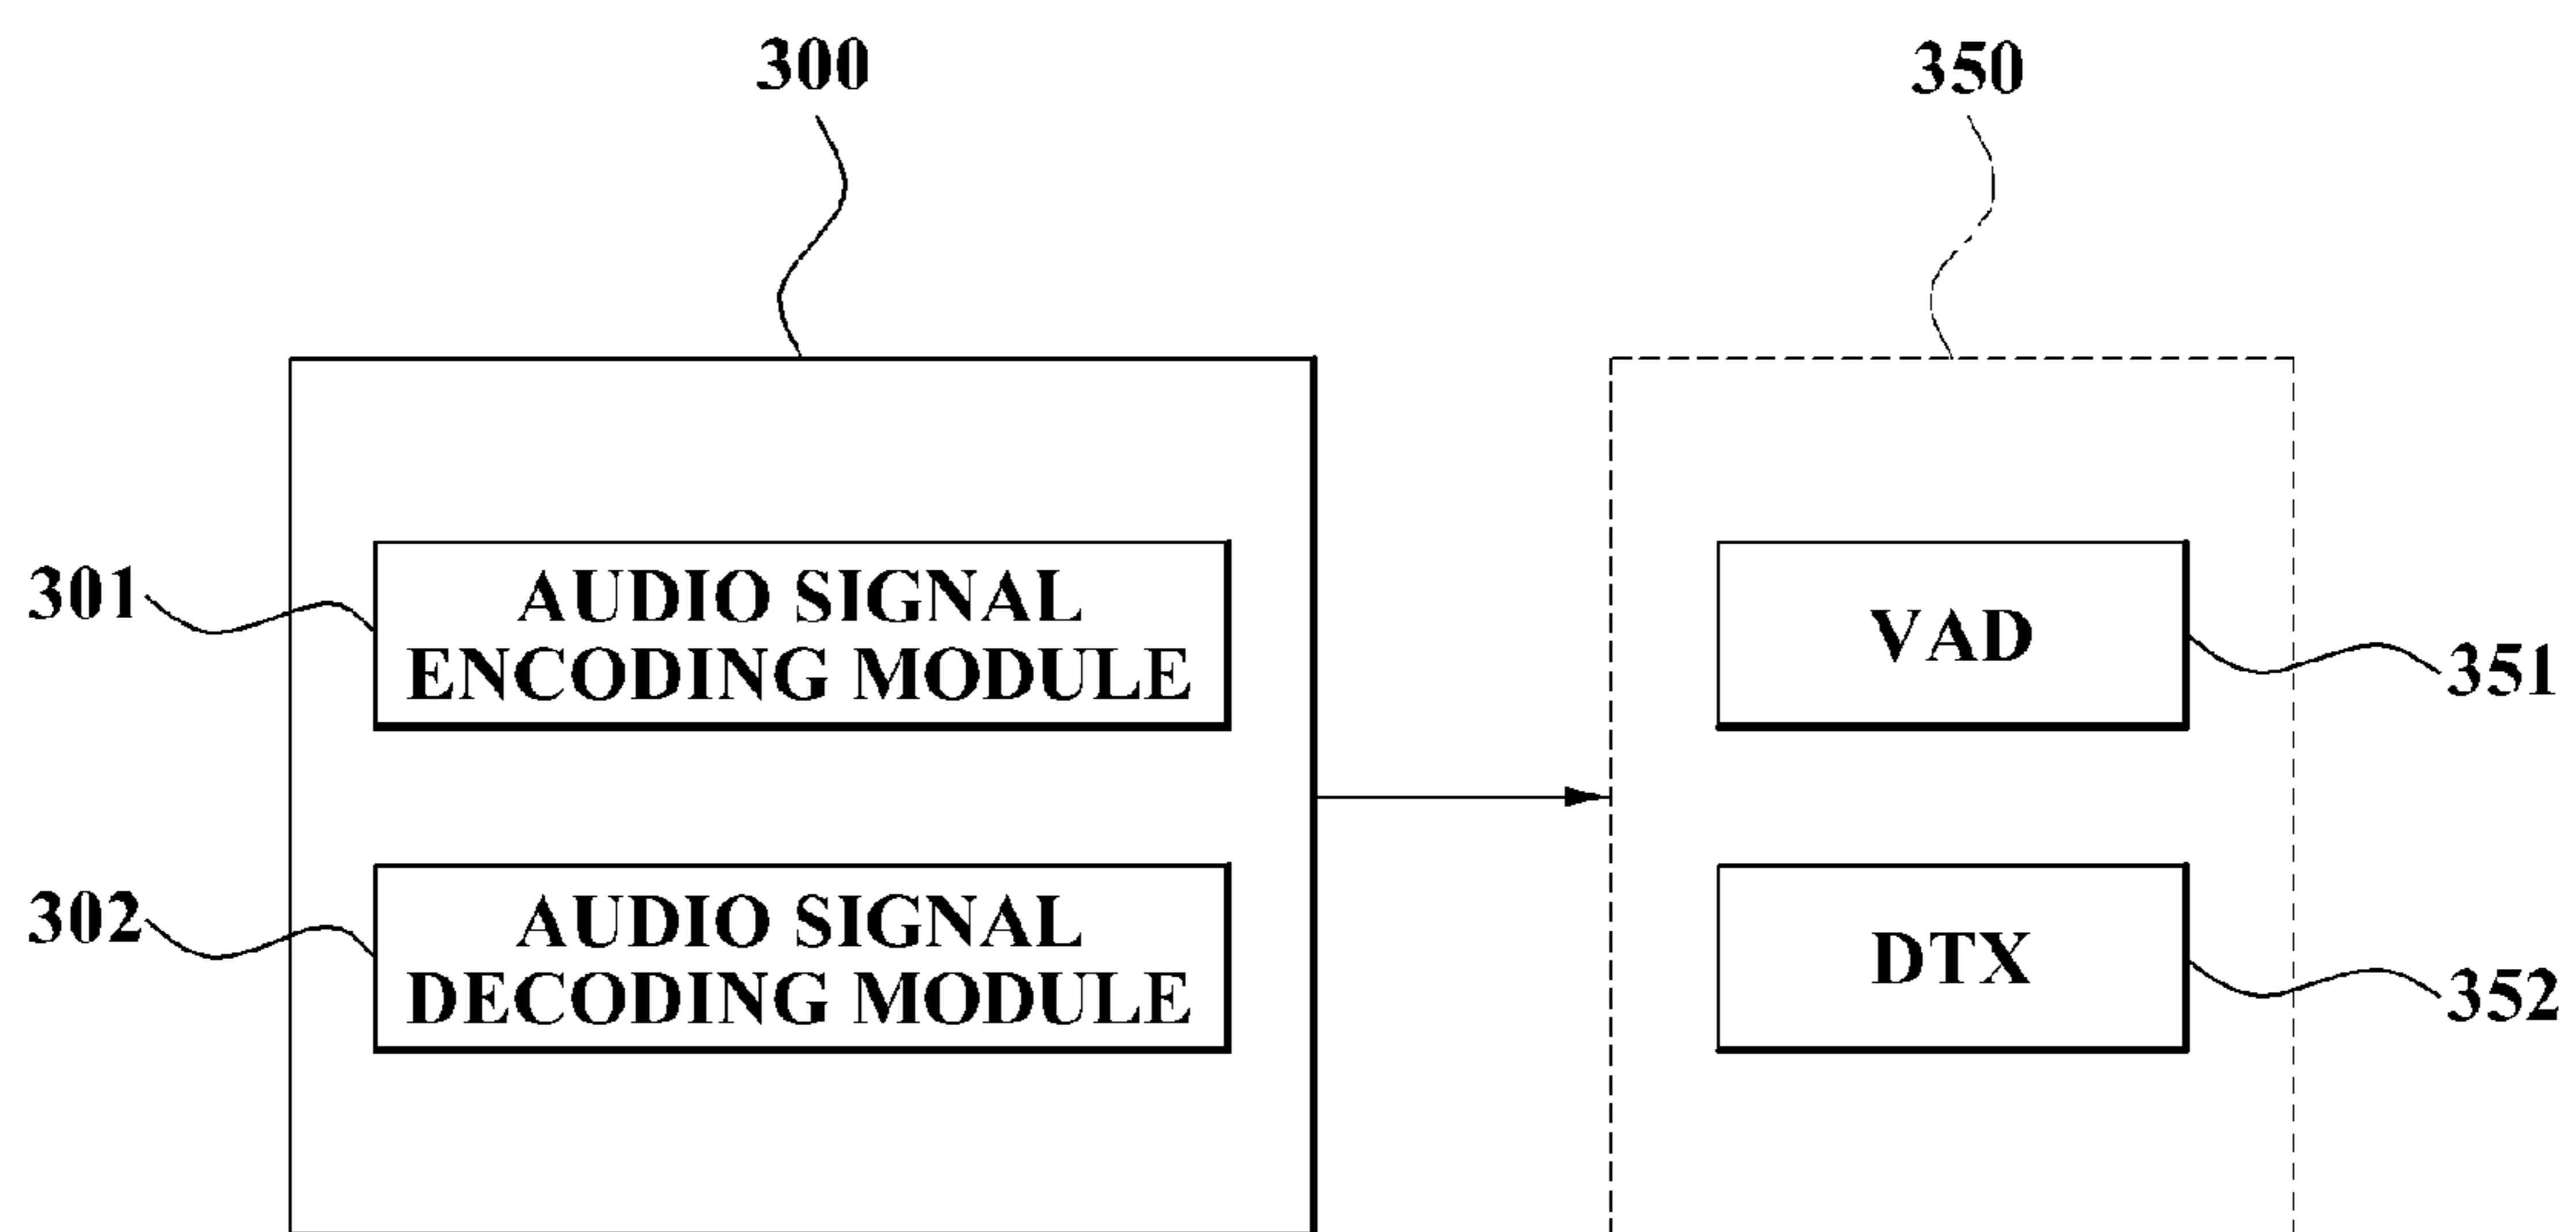 300
350
301
AUDIO SIGNAL
ENCODING MODULE
VAD
351
302
AUDIO SIGNAL
DECODING MODULE
DTX
352